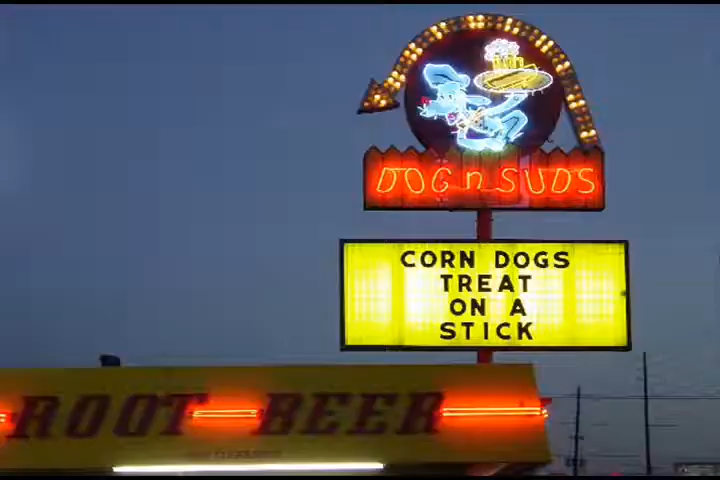 DOG n SUDS
CORN DOGS
TREAT
ON A
STICK
ROOT BEER